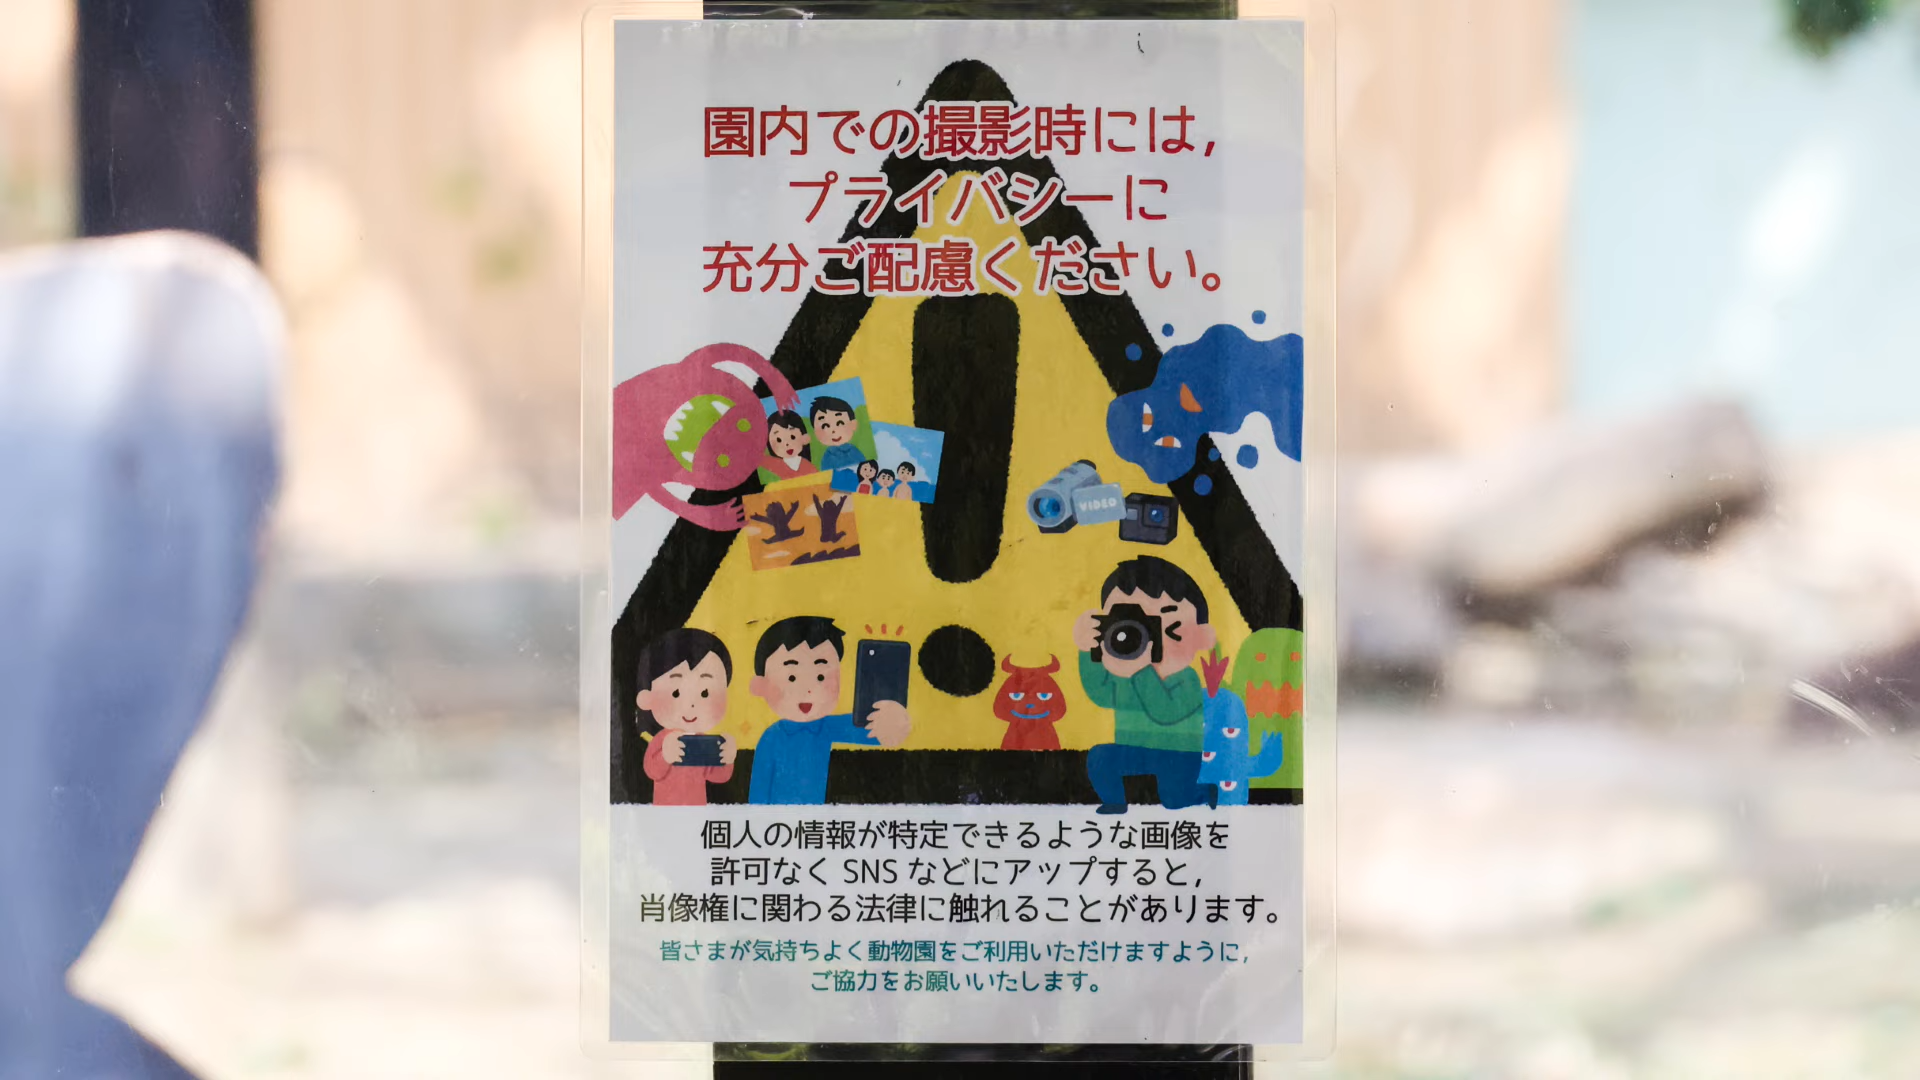 園内での撮影時には,
プライバシーに
充分ご配慮ください。
VIDEO
個人の情報が特定できるような画像を
許可なく SNS などにアップすると,
肖像権に関わる法律に触れることがあります。
皆さまが気持ちよく動物園をご利用いただけますように,
ご協力をお願いいたします。